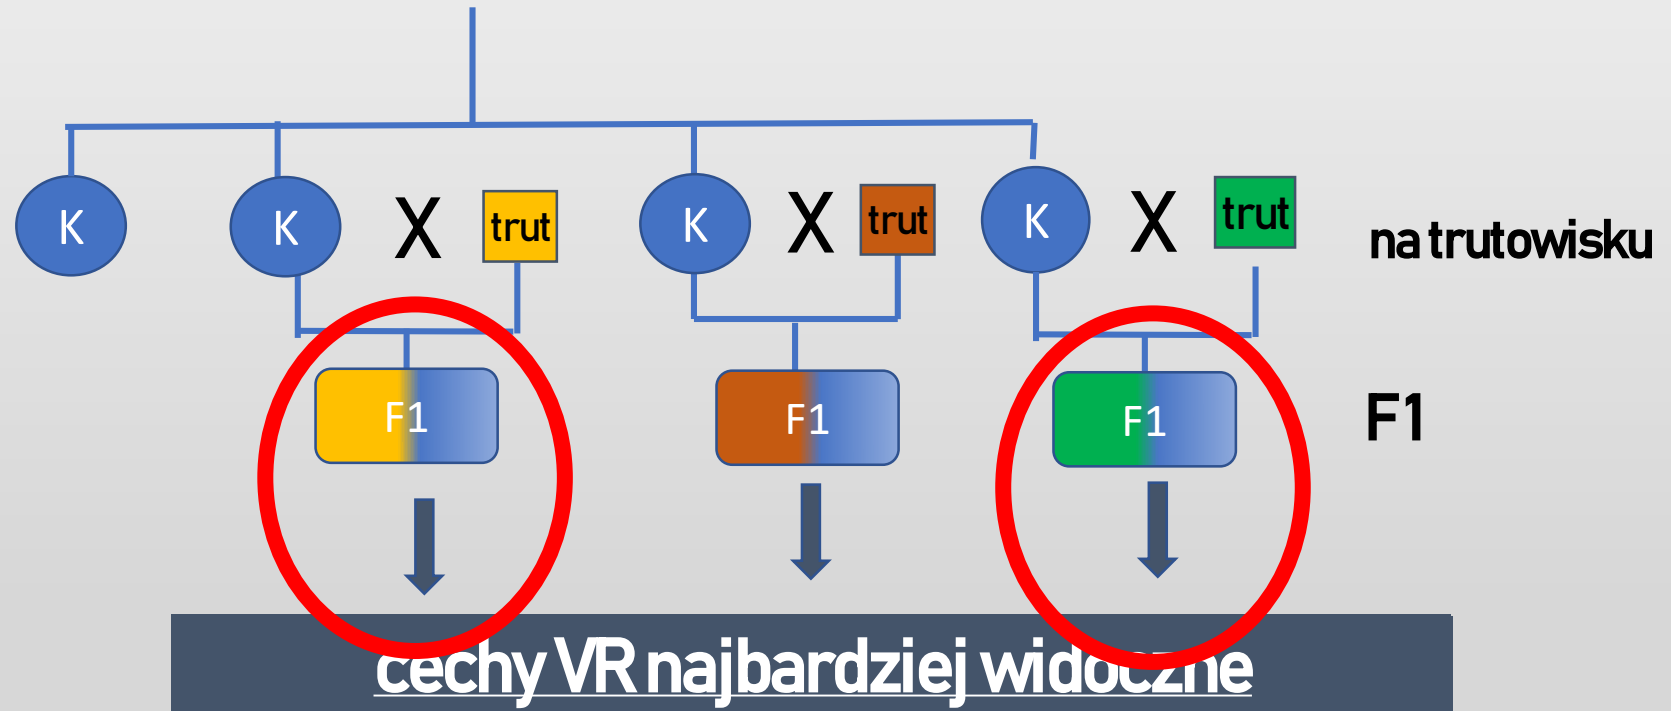 K K X trut K X trut K X trut na trutowisku
F1 F1 F1 F1
cechy VR najbardziej widoczne